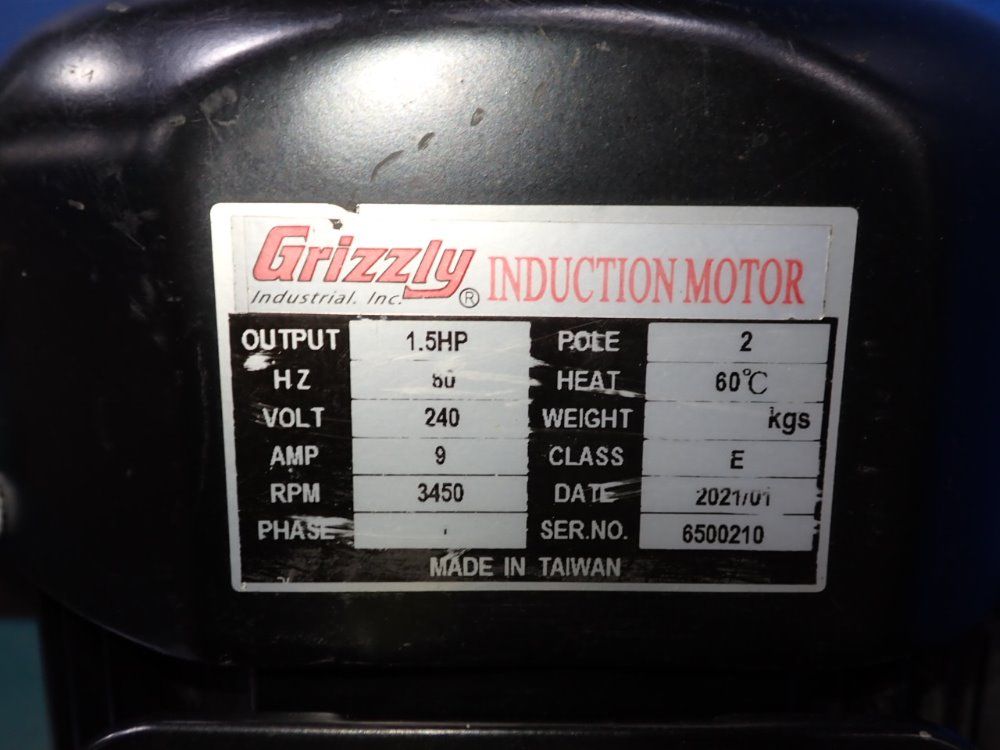 Grizzly
Industrial, Inc. ® INDUCTION MOTOR
OUTPUT 1.5HP POLE 2
HZ HEAT 60°C
VOLT 240 WEIGHT kgs
AMP 9 CLASS E
RPM 3450 DATE 2021/01
PHASE SER.NO. 6500210
MADE IN TAIWAN